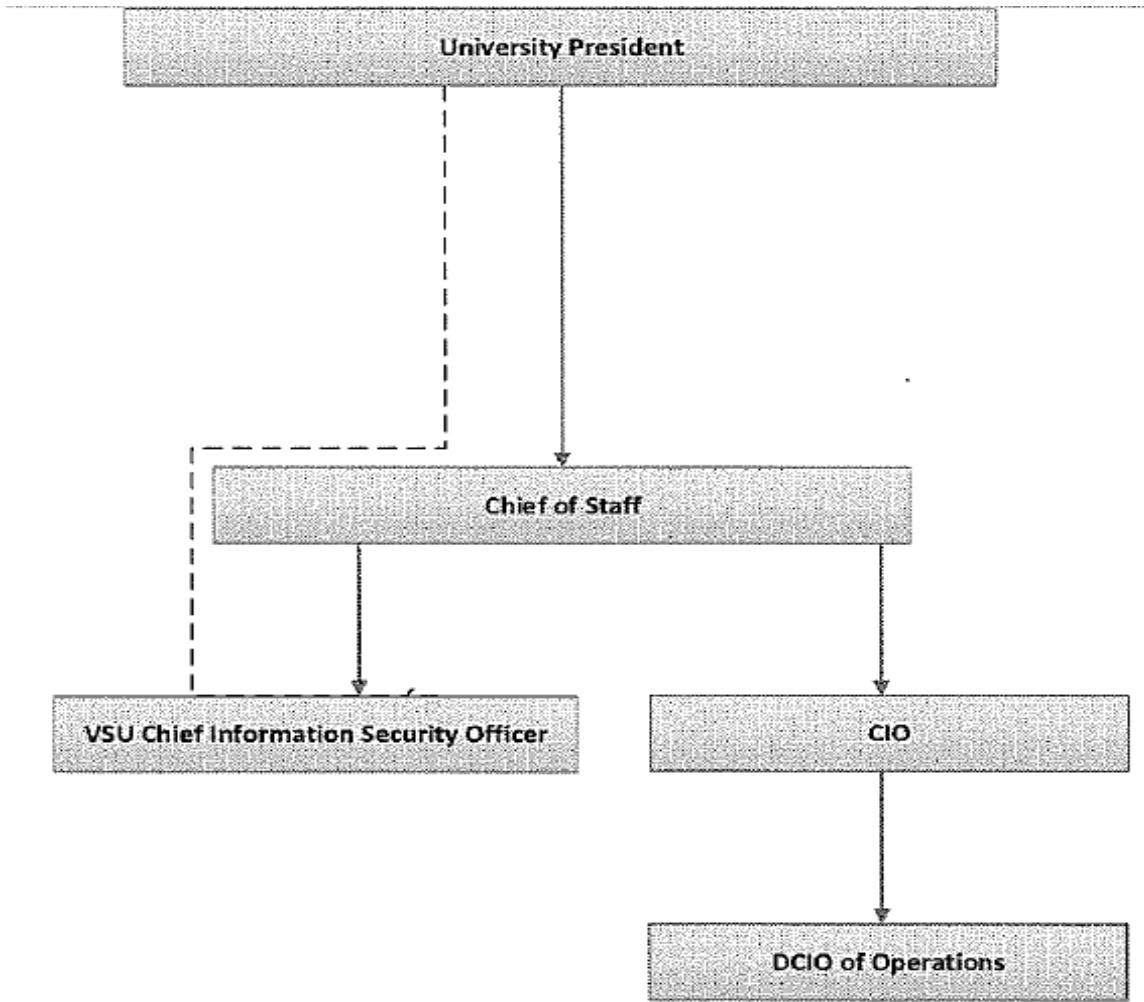 University President
Chief of Staff
VSU Chief Information Security Officer
CIO
DCIO of Operations